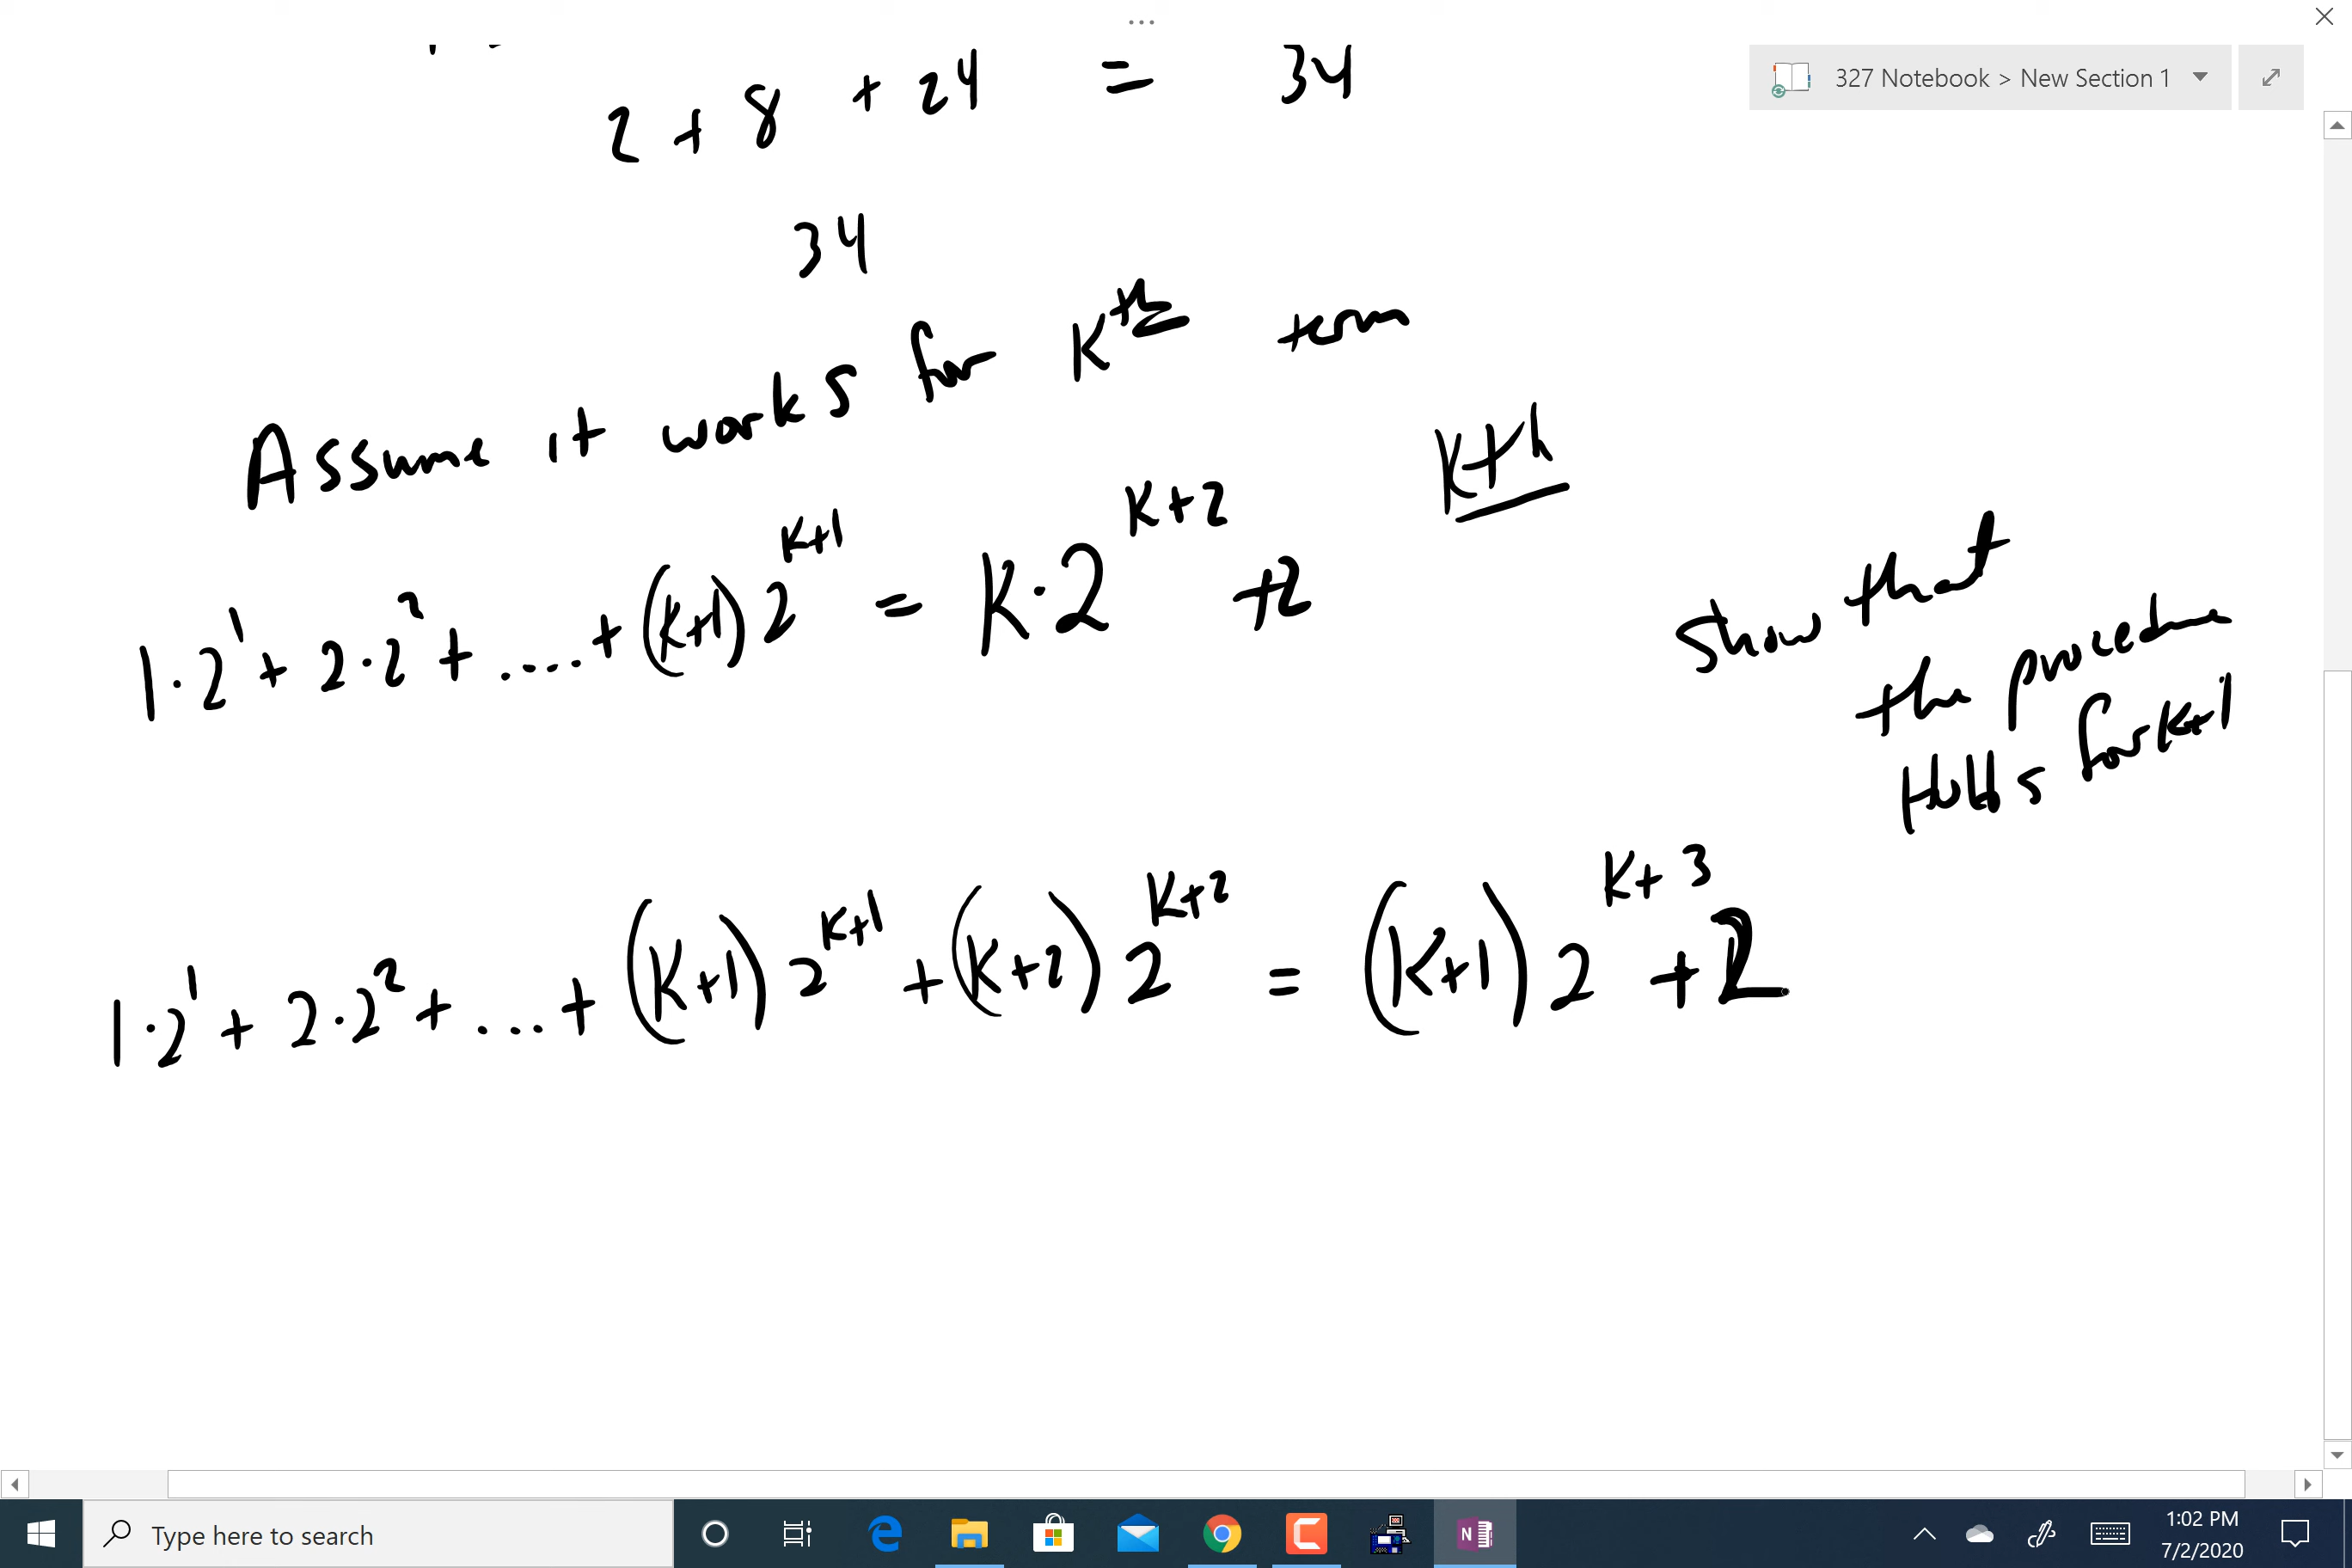 327 Notebook > New Section 1
2 + 8 + 24 = 34
34
Assume it works for Kth term
K+1
1·2^1 + 2·2^2 + ....+ (K+1) 2^{K+1} = K·2^{K+2} +2
Show that
the procedure
Holds for K+1
1·2^1 + 2·2^2 + ....+ (K+1) 2^{K+1} + (K+2) 2^{K+2} = (K+1) 2^{K+3} + 2
Type here to search
1:02 PM
7/2/2020